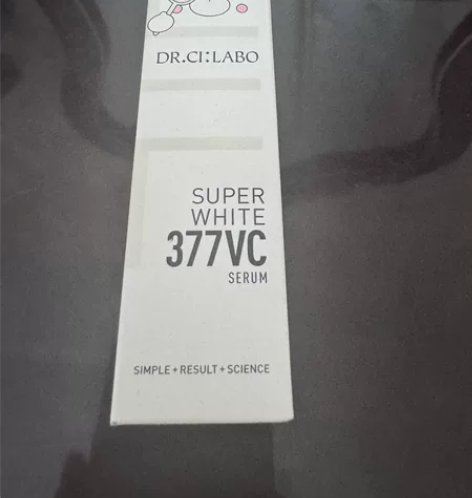 DR.CI:LABO
SUPER
WHITE
377VC
SERUM
SIMPLE+RESULT+SCIENCE